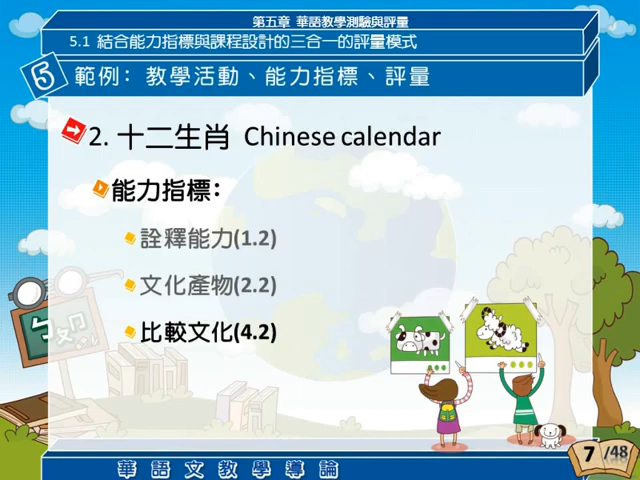 第五章 華語教學測驗與評量
5.1 結合能力指標與課程設計的三合一的評量模式
5 範例：教學活動、能力指標、評量
2. 十二生肖 Chinese calendar
能力指標：
詮釋能力(1.2)
文化產物(2.2)
比較文化(4.2)
ㄅㄆㄇ
華語文教學導論
7 /48